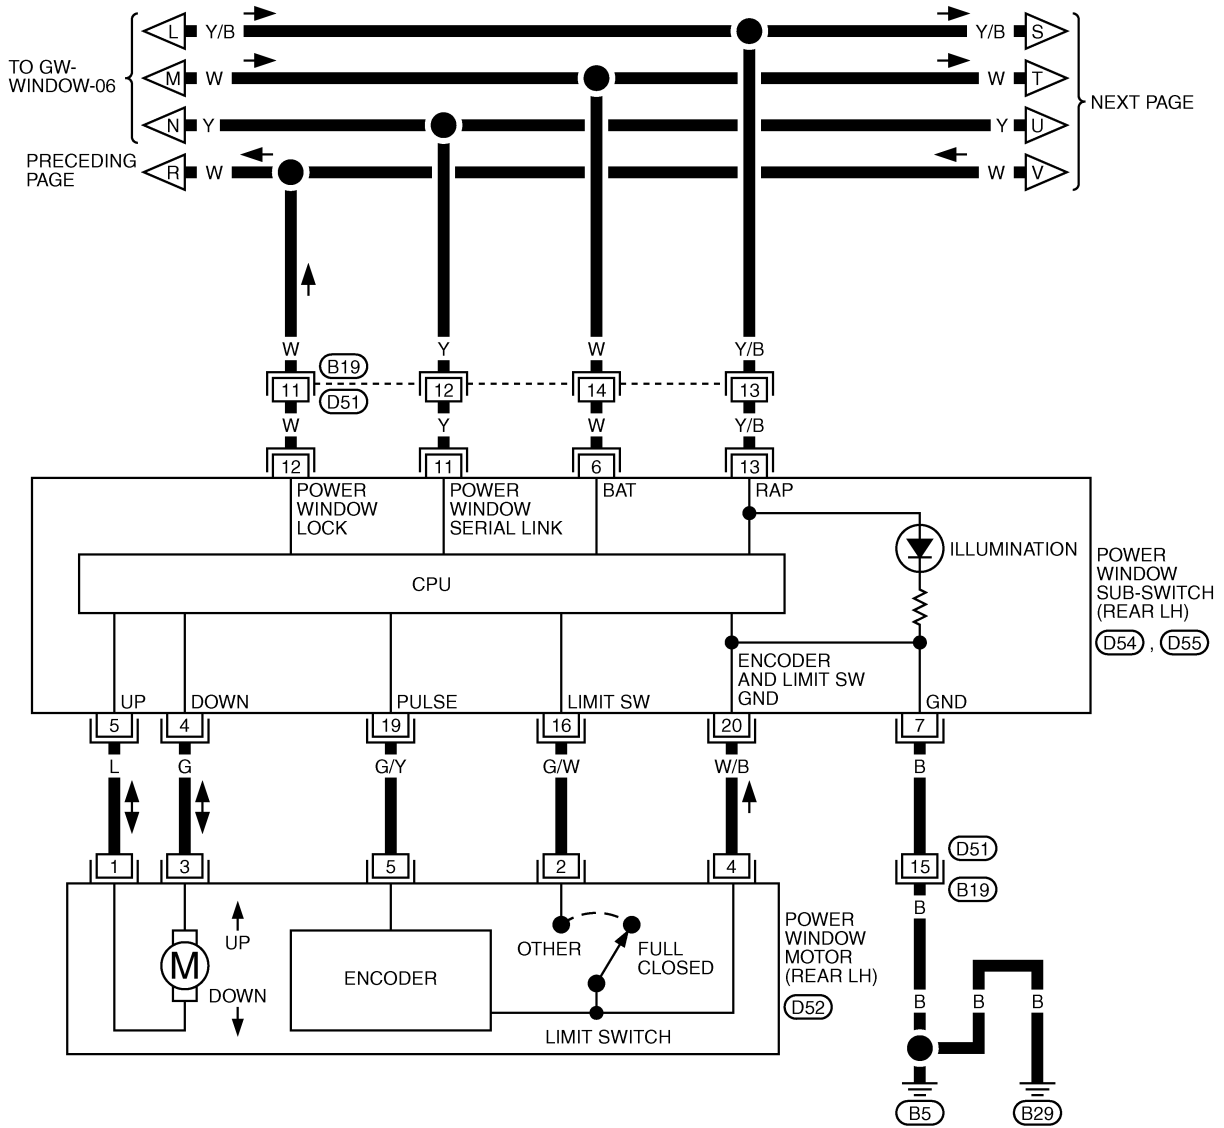 L Y/B Y/B S
TO GW-
WINDOW-06
M W W T
NEXT PAGE
N Y Y U
PRECEDING
PAGE
R W W V
W Y W Y/B
B19
11 12 14 13
D51
W Y W Y/B
12 11 6 13
POWER
WINDOW
LOCK
POWER
WINDOW
SERIAL LINK
BAT
RAP
ILLUMINATION
CPU
POWER
WINDOW
SUB-SWITCH
(REAR LH)
D54 , D55
ENCODER
AND LIMIT SW
GND
UP DOWN PULSE LIMIT SW GND
5 4 19 16 20 7
L G G/Y G/W W/B B
D51
1 3 5 2 4 15
B19
B
UP
M
DOWN
ENCODER
OTHER
FULL
CLOSED
LIMIT SWITCH
POWER
WINDOW
MOTOR
(REAR LH)
D52
B B B
B5 B29